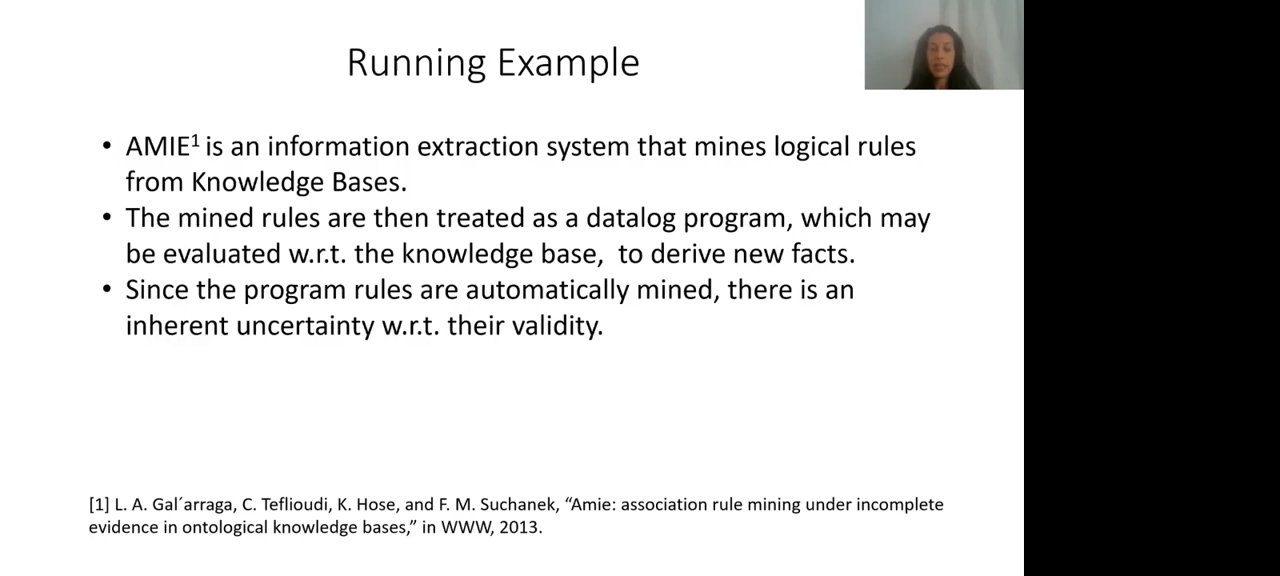 Running Example
• AMIE¹ is an information extraction system that mines logical rules
from Knowledge Bases.
• The mined rules are then treated as a datalog program, which may
be evaluated w.r.t. the knowledge base,  to derive new facts.
• Since the program rules are automatically mined, there is an
inherent uncertainty w.r.t. their validity.
[1] L. A. Gal´arraga, C. Teflioudi, K. Hose, and F. M. Suchanek, “Amie: association rule mining under incomplete
evidence in ontological knowledge bases,” in WWW, 2013.